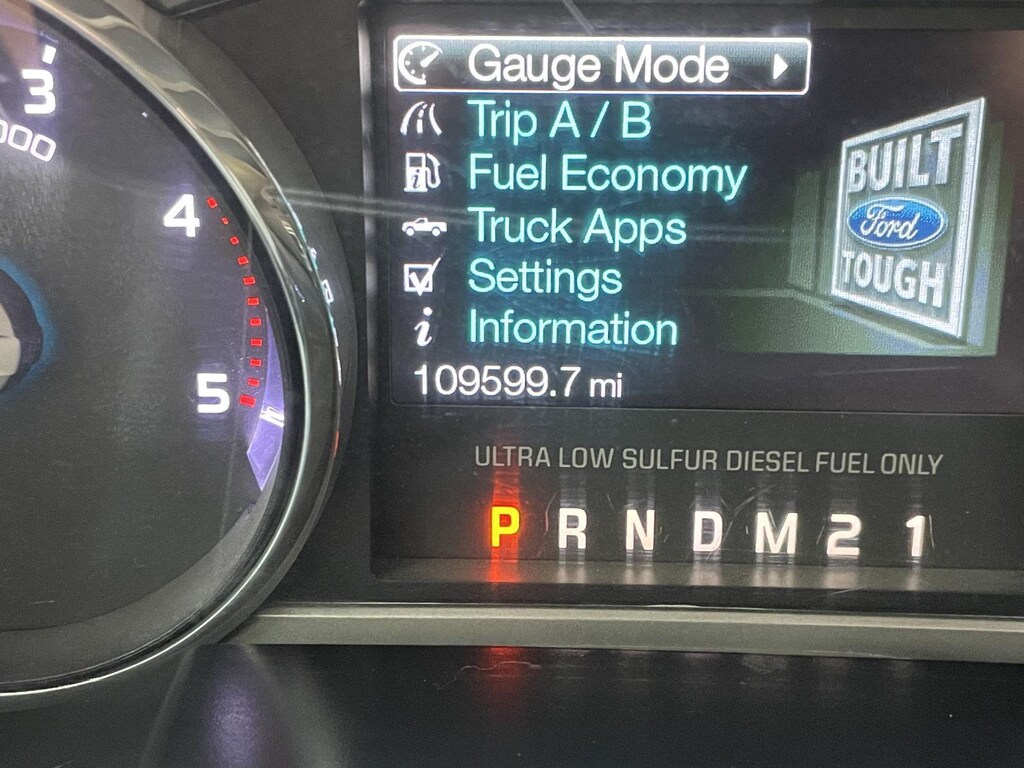 3
000
4
5
Gauge Mode
Trip A / B
Fuel Economy
Truck Apps
Settings
Information
109599.7 mi
BUILT
Ford
TOUGH
ULTRA LOW SULFUR DIESEL FUEL ONLY
P R N D M 2 1